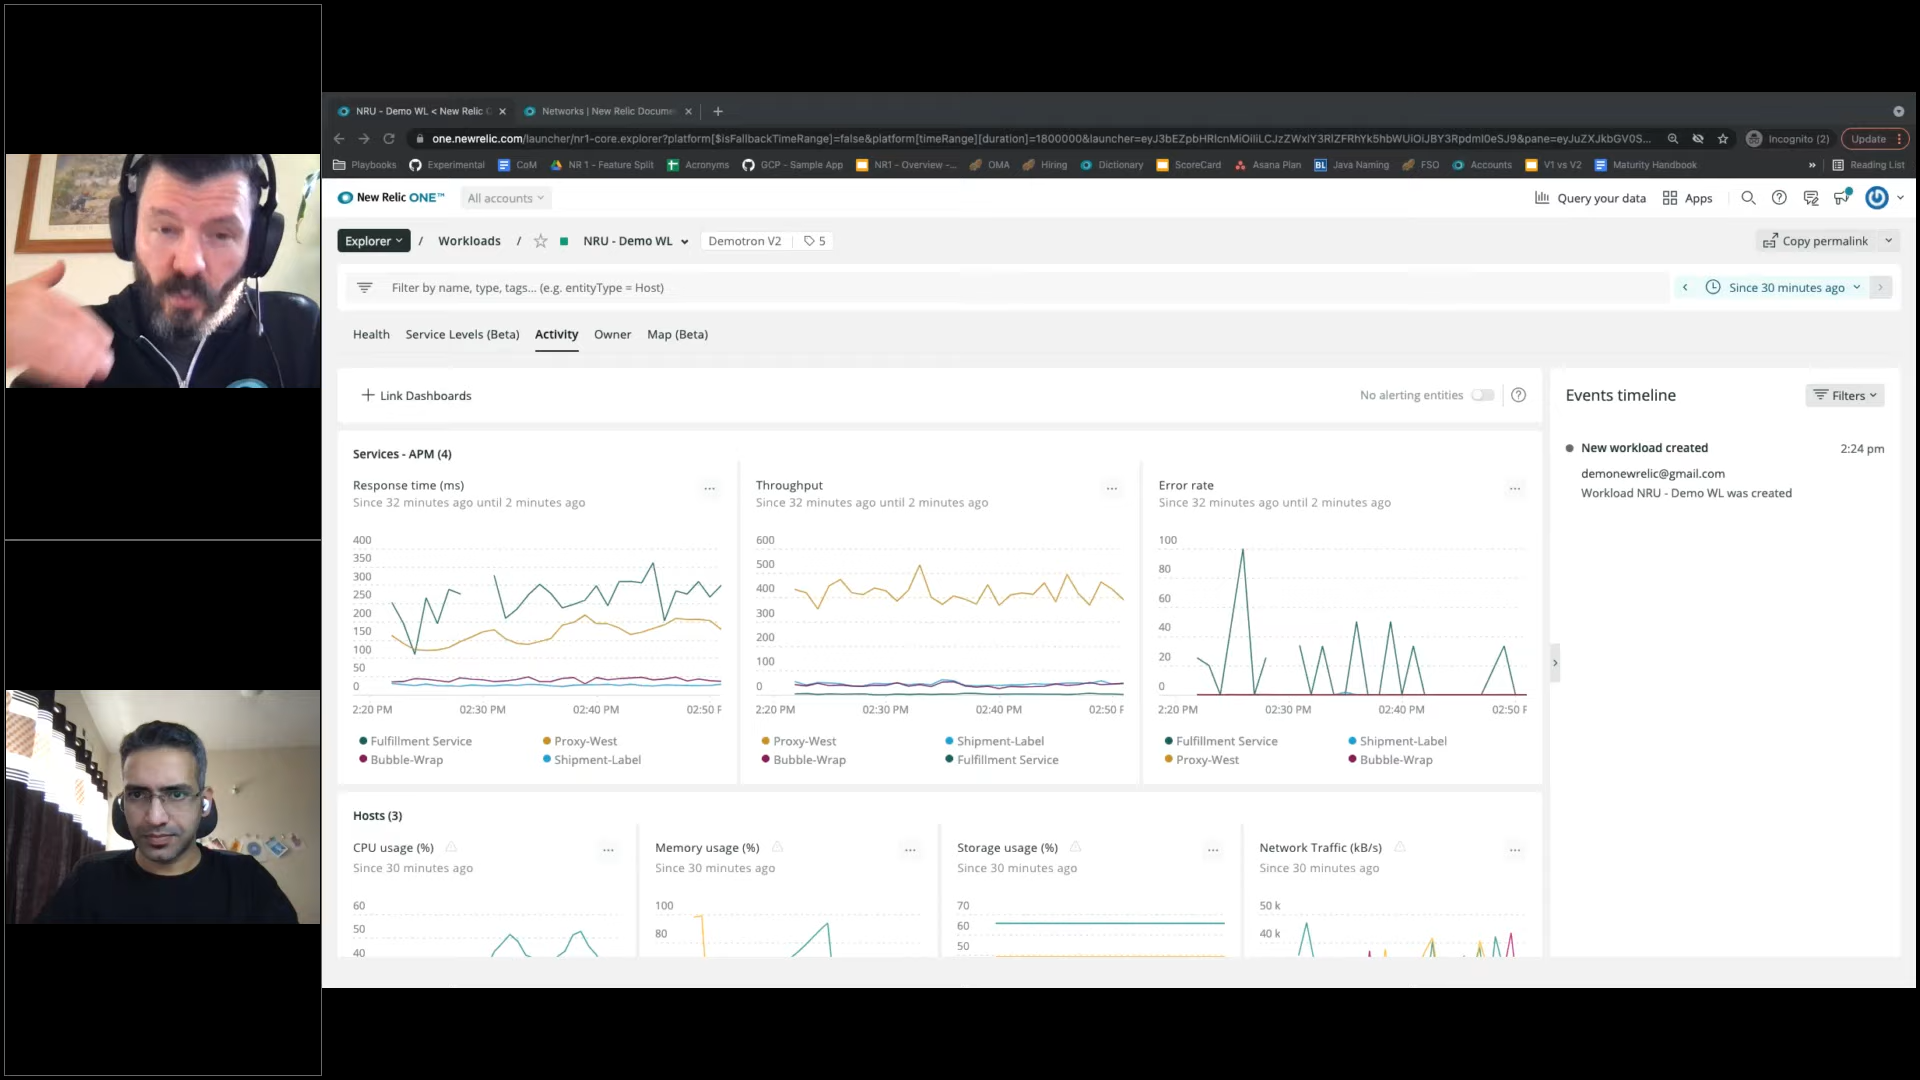 NRU - Demo WL < New Relic
Networks | New Relic Docume
one.newrelic.com/launcher/nr1-core.explorer?platform[$isFallbackTimeRange]=false&platform[timeRange][duration]=1800000&launcher=
Incognito (2)
Update
Playbooks
Experimental
CoM
NR 1 - Feature Split
Acronyms
GCP - Sample App
NR1 - Overview -...
OMA
Hiring
Dictionary
ScoreCard
Asana Plan
BL Java Naming
FSO
Accounts
V1 vs V2
Maturity Handbook
»
Reading List
New Relic ONE™
All accounts
Query your data
Apps
Explorer
/ Workloads /
NRU - Demo WL
Demotron V2
5
Copy permalink
Filter by name, type, tags... (e.g. entityType = Host)
Since 30 minutes ago
Health
Service Levels (Beta)
Activity
Owner
Map (Beta)
+ Link Dashboards
No alerting entities
Events timeline
Filters
New workload created
2:24 pm
demonewrelic@gmail.com
Workload NRU - Demo WL was created
Services - APM (4)
Response time (ms)
Since 32 minutes ago until 2 minutes ago
400
350
300
250
200
150
100
50
0
2:20 PM
02:30 PM
02:40 PM
02:50 P
Fulfillment Service
Proxy-West
Bubble-Wrap
Shipment-Label
Throughput
Since 32 minutes ago until 2 minutes ago
600
500
400
300
200
100
0
2:20 PM
02:30 PM
02:40 PM
02:50 P
Proxy-West
Shipment-Label
Bubble-Wrap
Fulfillment Service
Error rate
Since 32 minutes ago until 2 minutes ago
100
80
60
40
20
0
2:20 PM
02:30 PM
02:40 PM
02:50 P
Fulfillment Service
Shipment-Label
Proxy-West
Bubble-Wrap
Hosts (3)
CPU usage (%)
Since 30 minutes ago
60
50
40
Memory usage (%)
Since 30 minutes ago
100
80
Storage usage (%)
Since 30 minutes ago
70
60
50
Network Traffic (kB/s)
Since 30 minutes ago
50 k
40 k